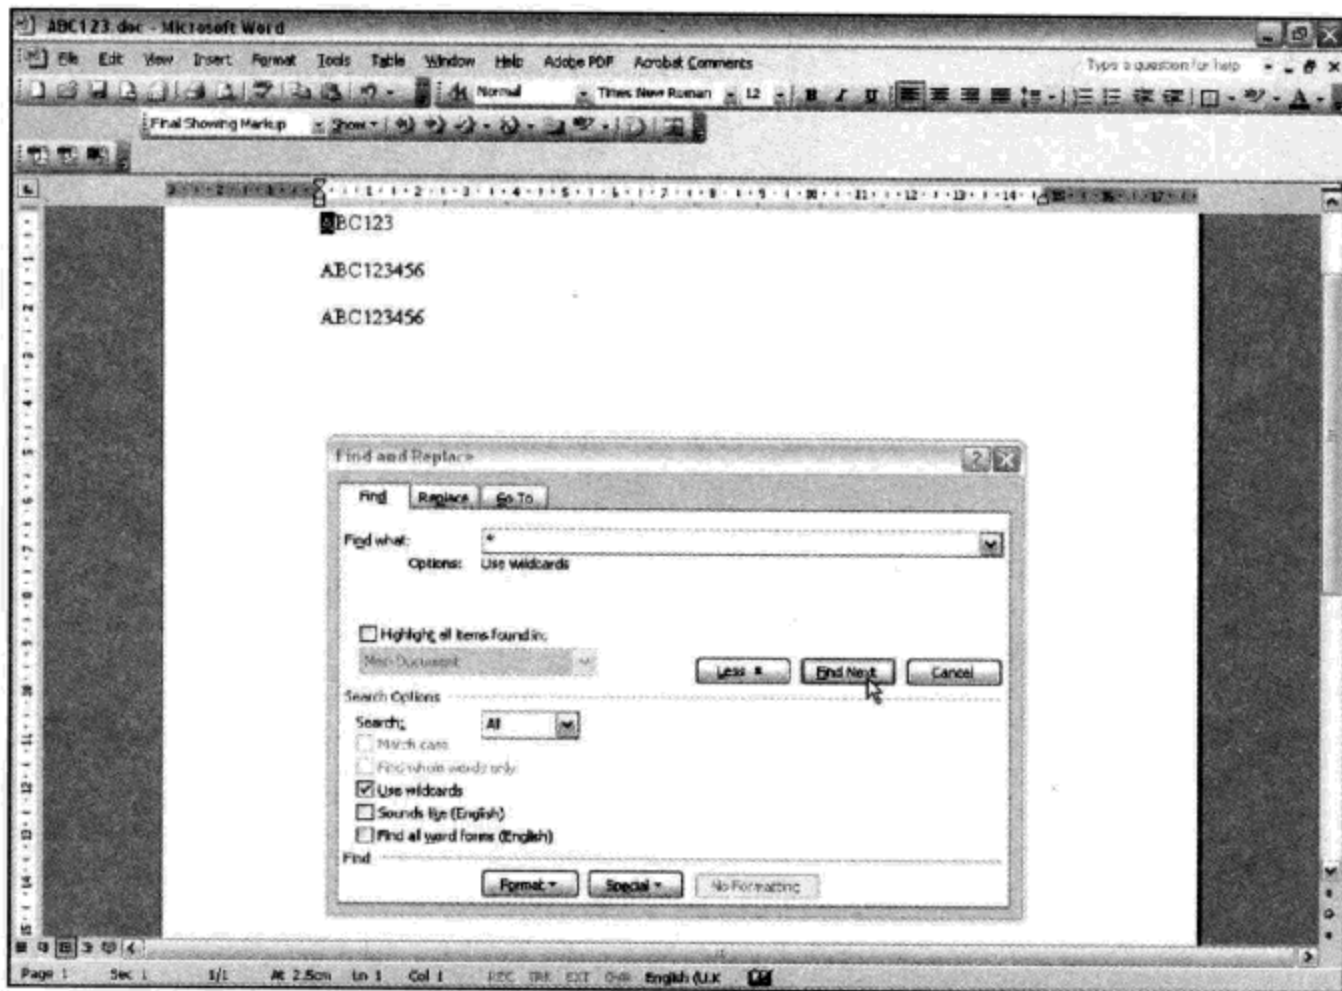 ABC123.doc - Microsoft Word
File Edit View Insert Format Tools Table Window Help Adobe PDF Acrobat Comments Type a question for help
Normal Times New Roman 12 B I U
Final Showing Markup Show
ABC123
ABC123456
ABC123456
Find and Replace
Find Replace Go To
Find what: *
Options: Use wildcards
Highlight all items found in:
Main Document
Less Find Next Cancel
Search Options
Search: All
Match case
Find whole words only
Use wildcards
Sounds like (English)
Find all word forms (English)
Find
Format Special No Formatting
Page 1 Sec 1 1/1 At 2.5cm Ln 1 Col 1 REC TRK EXT OVR English (U.K